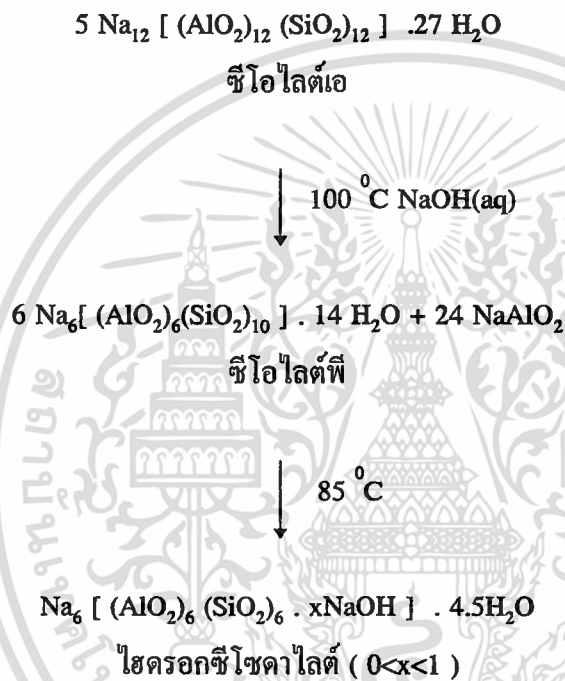 5 Na₁₂ [ (AlO₂)₁₂ (SiO₂)₁₂ ] .27 H₂O
ซีโอไลต์เอ
100 ⁰C NaOH(aq)
6 Na₆[ (AlO₂)₆(SiO₂)₁₀ ] . 14 H₂O + 24 NaAlO₂
ซีโอไลต์พี
85 ⁰C
Na₆ [ (AlO₂)₆ (SiO₂)₆ . xNaOH ] . 4.5H₂O
ไฮดรอกซีโซดาไลต์ ( 0<x<1 )